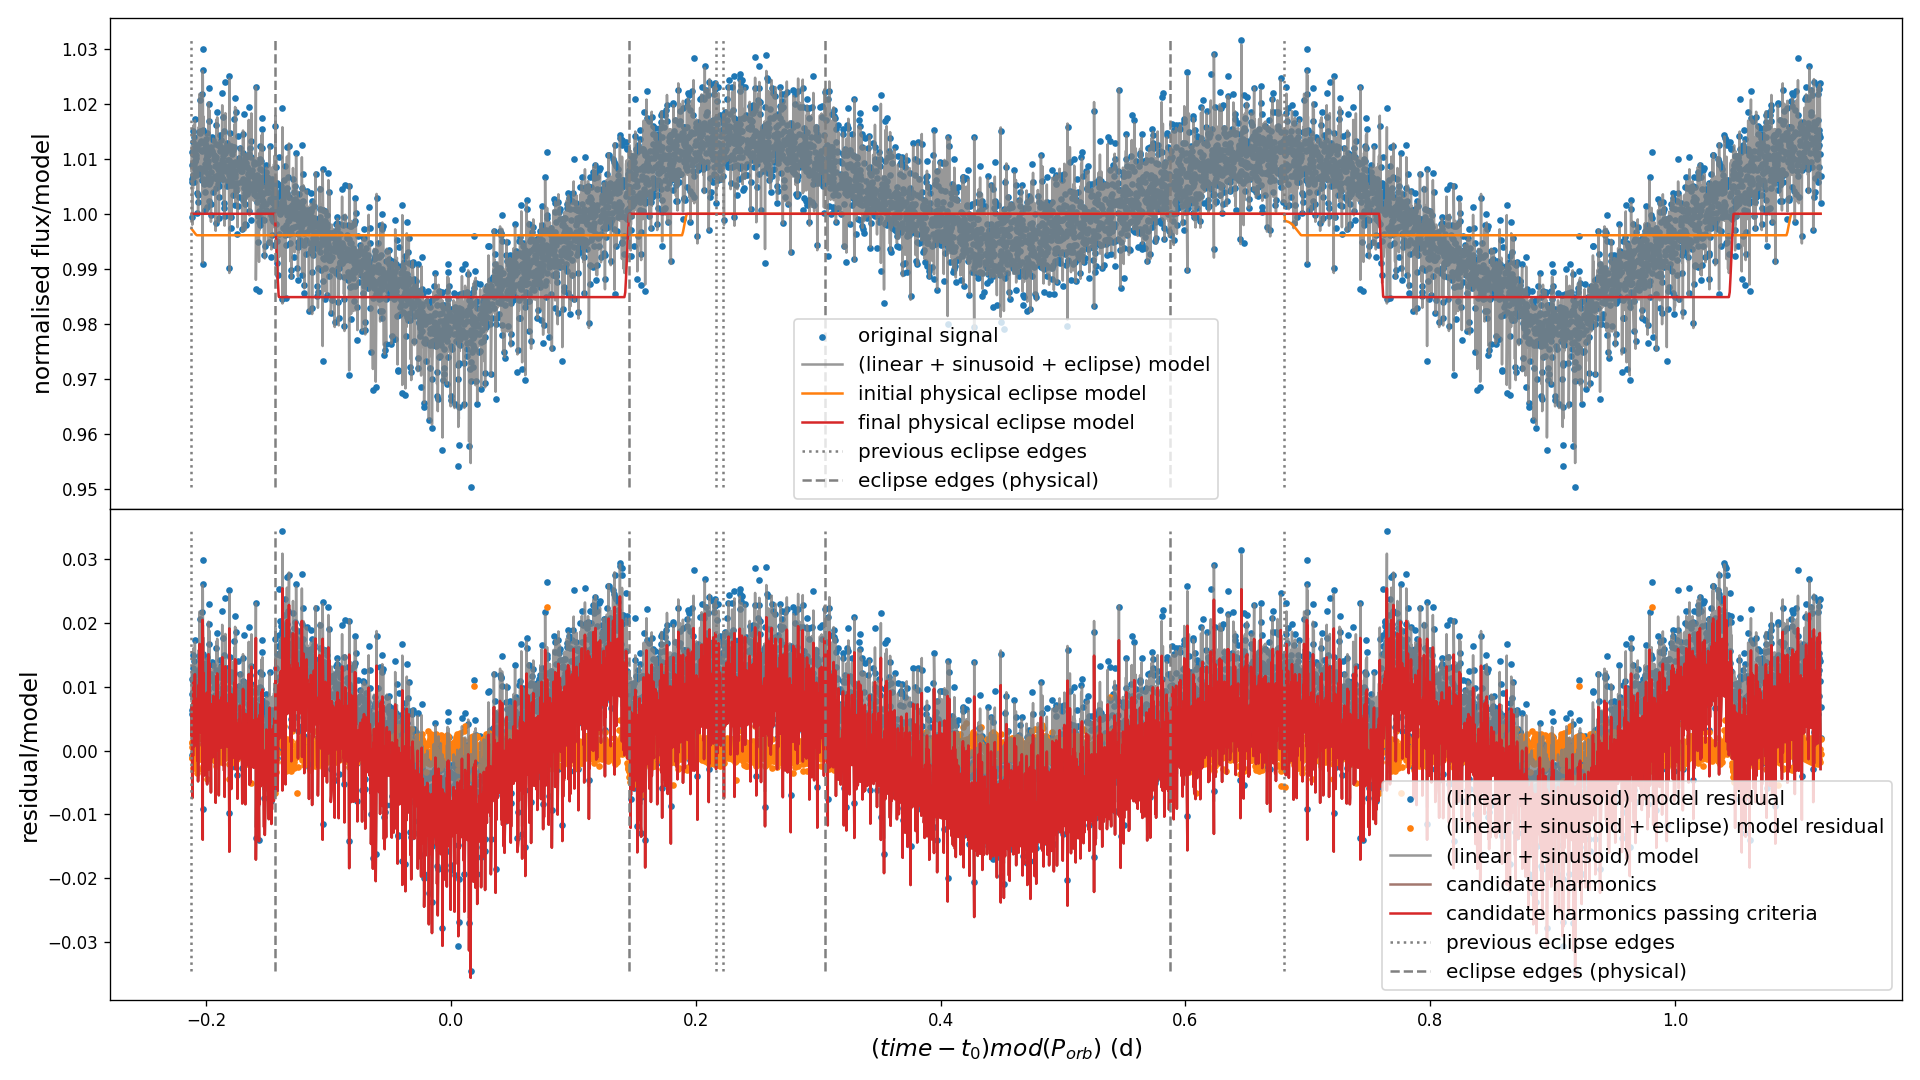 normalised flux/model
1.03
1.02
1.01
1.00
0.99
0.98
0.97
0.96
0.95
original signal
(linear + sinusoid + eclipse) model
initial physical eclipse model
final physical eclipse model
previous eclipse edges
eclipse edges (physical)
residual/model
0.03
0.02
0.01
0.00
−0.01
−0.02
−0.03
(linear + sinusoid) model residual
(linear + sinusoid + eclipse) model residual
(linear + sinusoid) model
candidate harmonics
candidate harmonics passing criteria
previous eclipse edges
eclipse edges (physical)
−0.2 0.0 0.2 0.4 0.6 0.8 1.0
(time − t0)mod(Porb) (d)